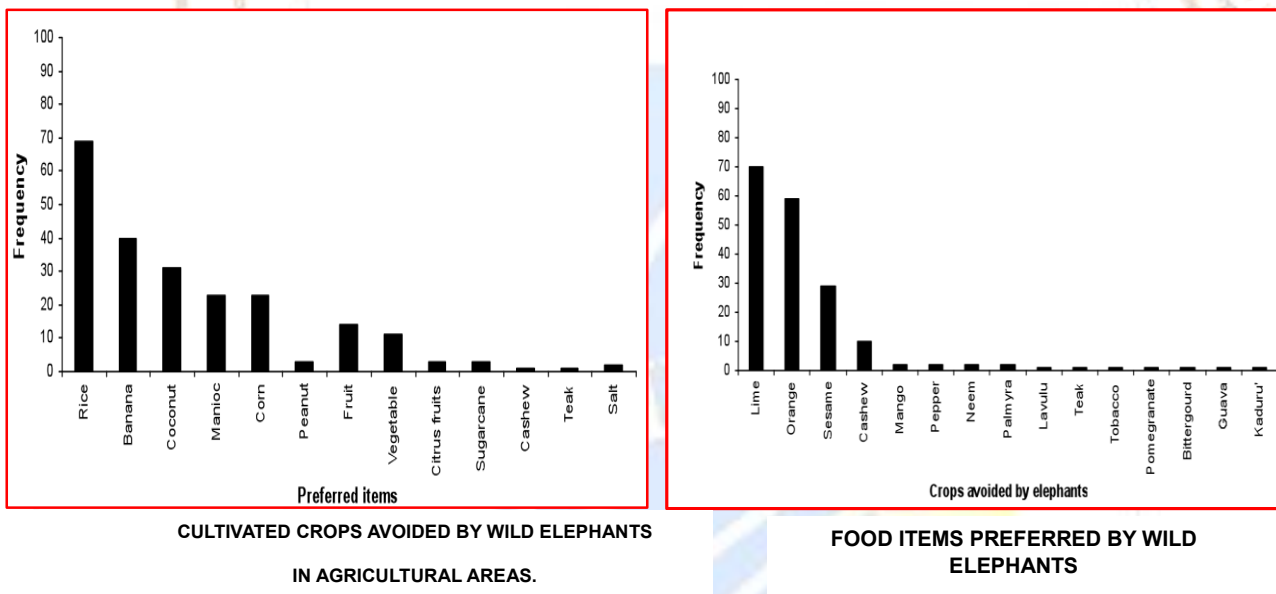 100
90
80
70
60
50
40
30
20
10
0
Frequency
Rice
Banana
Coconut
Manioc
Corn
Peanut
Fruit
Vegetable
Citrus fruits
Sugarcane
Cashew
Teak
Salt
Preferred items
CULTIVATED CROPS AVOIDED BY WILD ELEPHANTS
IN AGRICULTURAL AREAS.
100
90
80
70
60
50
40
30
20
10
0
Frequency
Lime
Orange
Sesame
Cashew
Mango
Pepper
Neem
Palmyra
Lavulu
Teak
Tobacco
Pomegranate
Bittergourd
Guava
Kaduru'
Crops avoided by elephants
FOOD ITEMS PREFERRED BY WILD
ELEPHANTS